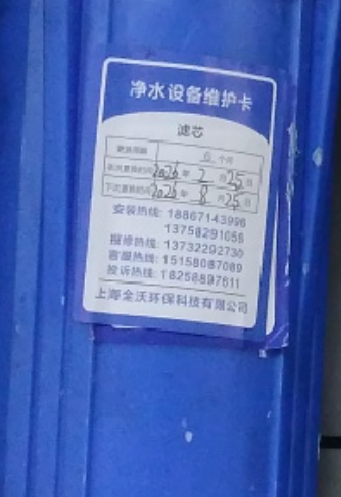 净水设备维护卡
滤芯
更换周期 6 个月
本次更换时间 2026 年 2 月 25 日
下次更换时间 2026 年 8 月 25 日
安装热线: 18867143996
13758291056
报修热线: 13732292730
客服热线: 15158087089
投诉热线: 18258887611
上海全沃环保科技有限公司